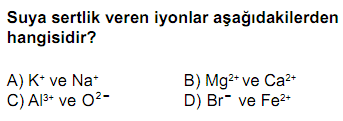 Suya sertlik veren iyonlar aşağıdakilerden
hangisidir?
A) K⁺ ve Na⁺ B) Mg²⁺ ve Ca²⁺
C) Al³⁺ ve O²⁻ D) Br⁻ ve Fe²⁺